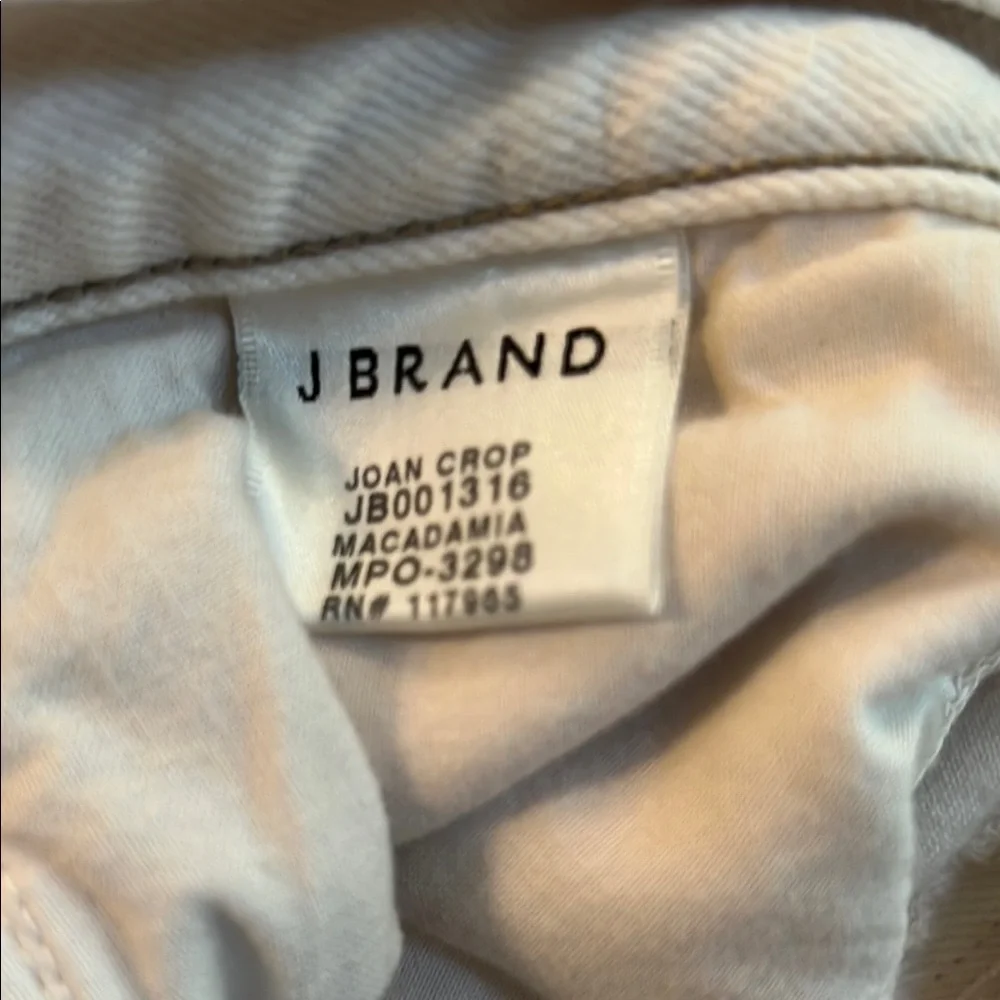 J BRAND
JOAN CROP
JB001316
MACADAMIA
MPO-3298
RN# 117965